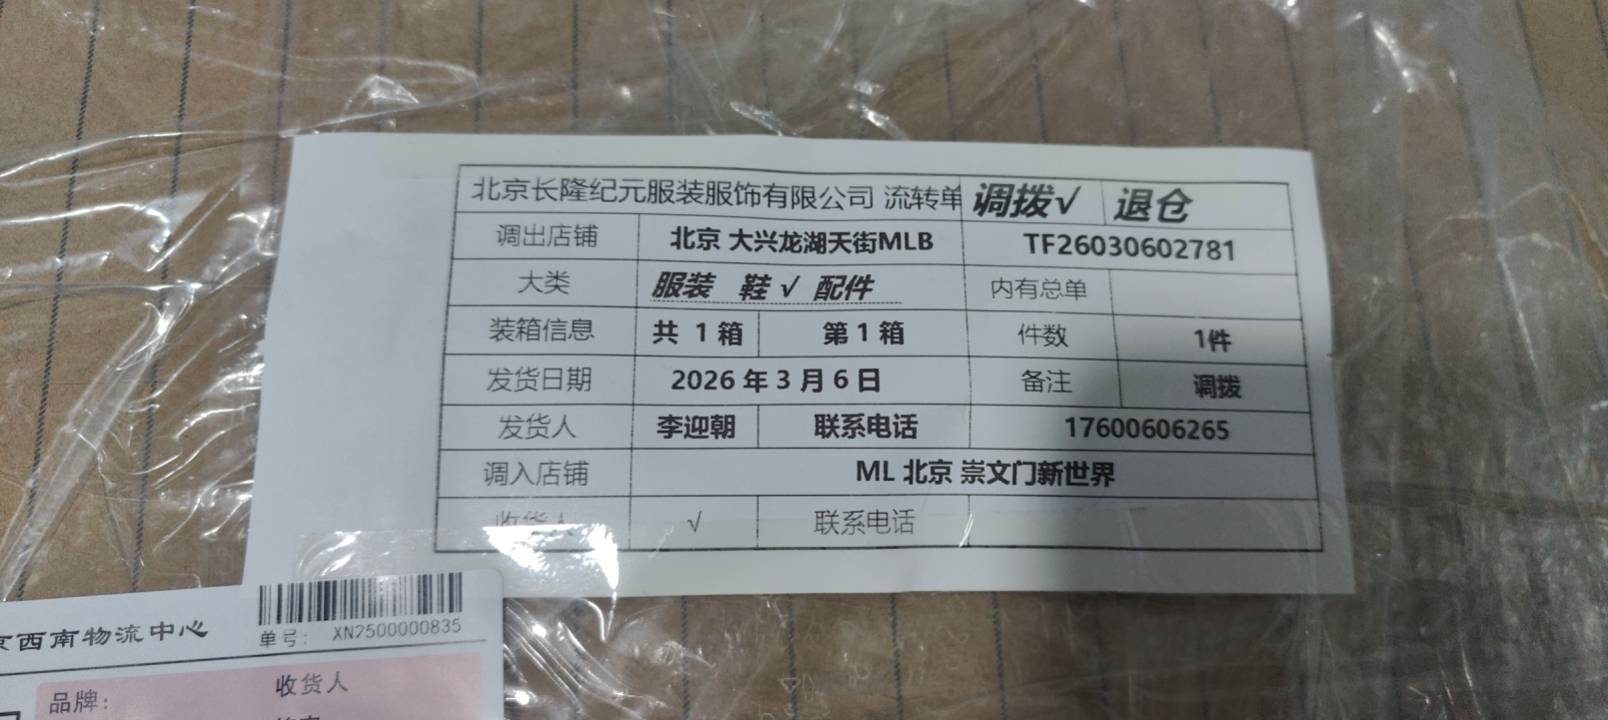 北京长隆纪元服装服饰有限公司 流转单 调拨√ 退仓
调出店铺 北京 大兴龙湖天街MLB TF26030602781
大类 服装 鞋√ 配件 内有总单
装箱信息 共 1 箱 第 1 箱 件数 1件
发货日期 2026 年 3 月 6 日 备注 调拨
发货人 李迎朝 联系电话 17600606265
调入店铺 ML 北京 崇文门新世界
收货人 √ 联系电话
京西南物流中心
单号: XN2500000835
品牌: 收货人